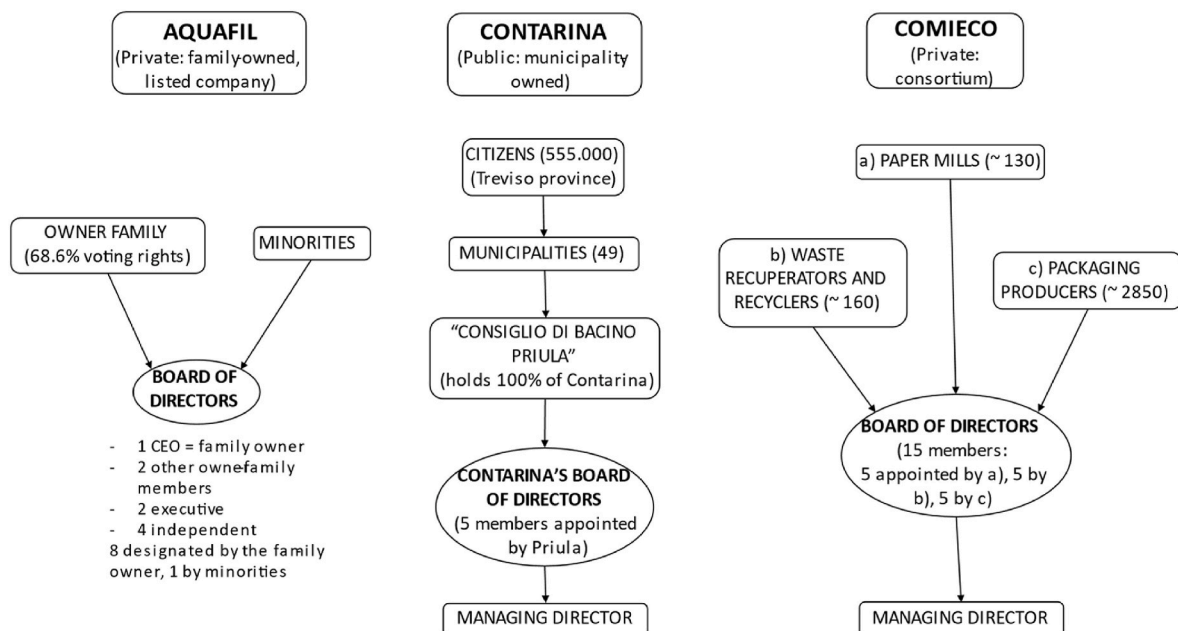 AQUAFIL
(Private: family-owned,
listed company)
OWNER FAMILY
(68.6% voting rights)
MINORITIES
BOARD OF
DIRECTORS
- 1 CEO = family owner
- 2 other owne-family
members
- 2 executive
- 4 independent
8 designated by the family
owner, 1 by minorities
CONTARINA
(Public: municipality-
owned)
CITIZENS (555.000)
(Treviso province)
MUNICIPALITIES (49)
“CONSIGLIO DI BACINO
PRIULA”
(holds 100% of Contarina)
CONTARINA’S BOARD
OF DIRECTORS
(5 members appointed
by Priula)
MANAGING DIRECTOR
COMIECO
(Private:
consortium)
a) PAPER MILLS (~ 130)
b) WASTE
RECUPERATORS AND
RECYCLERS (~ 160)
c) PACKAGING
PRODUCERS (~ 2850)
BOARD OF DIRECTORS
(15 members:
5 appointed by a), 5 by
b), 5 by c)
MANAGING DIRECTOR